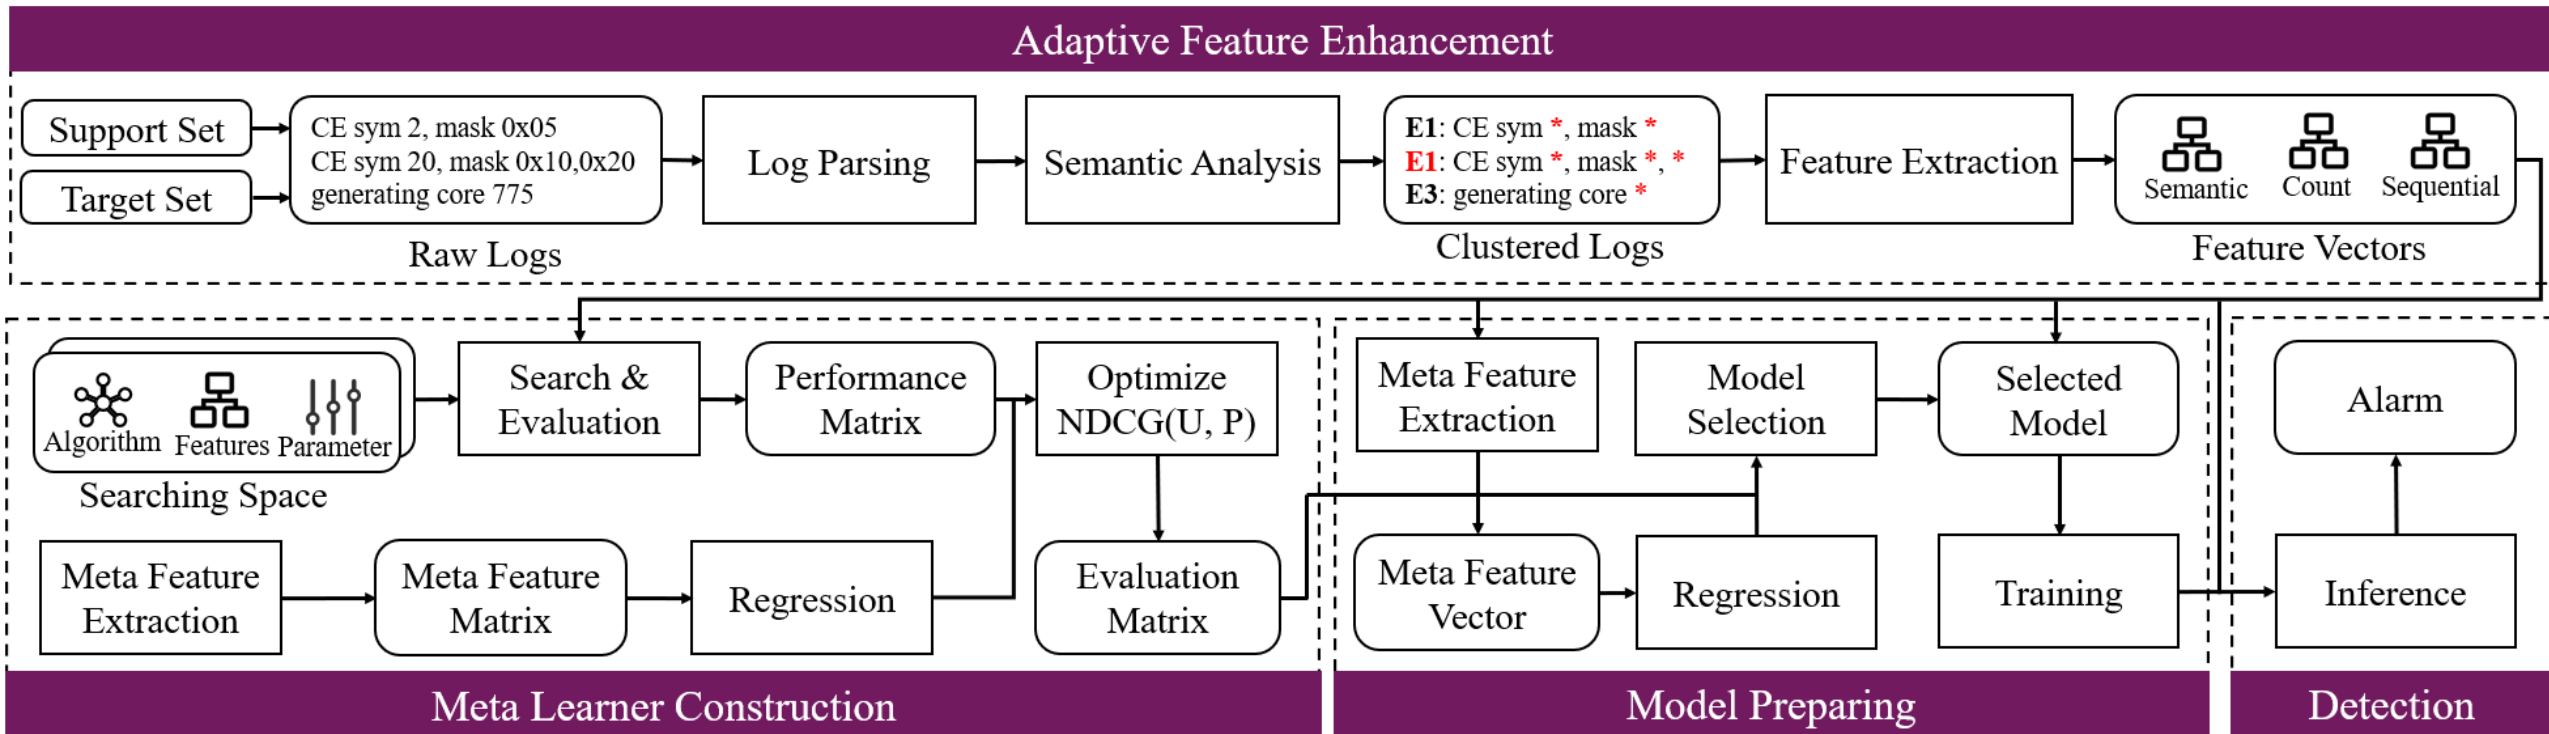 Adaptive Feature Enhancement
Support Set
Target Set
CE sym 2, mask 0x05
CE sym 20, mask 0x10,0x20
generating core 775
Raw Logs
Log Parsing
Semantic Analysis
E1: CE sym *, mask *
E1: CE sym *, mask *, *
E3: generating core *
Clustered Logs
Feature Extraction
Semantic
Count
Sequential
Feature Vectors
Algorithm
Features
Parameter
Searching Space
Search &
Evaluation
Performance
Matrix
Optimize
NDCG(U, P)
Meta Feature
Extraction
Meta Feature
Matrix
Regression
Evaluation
Matrix
Meta Learner Construction
Meta Feature
Extraction
Model
Selection
Selected
Model
Meta Feature
Vector
Regression
Training
Model Preparing
Alarm
Inference
Detection